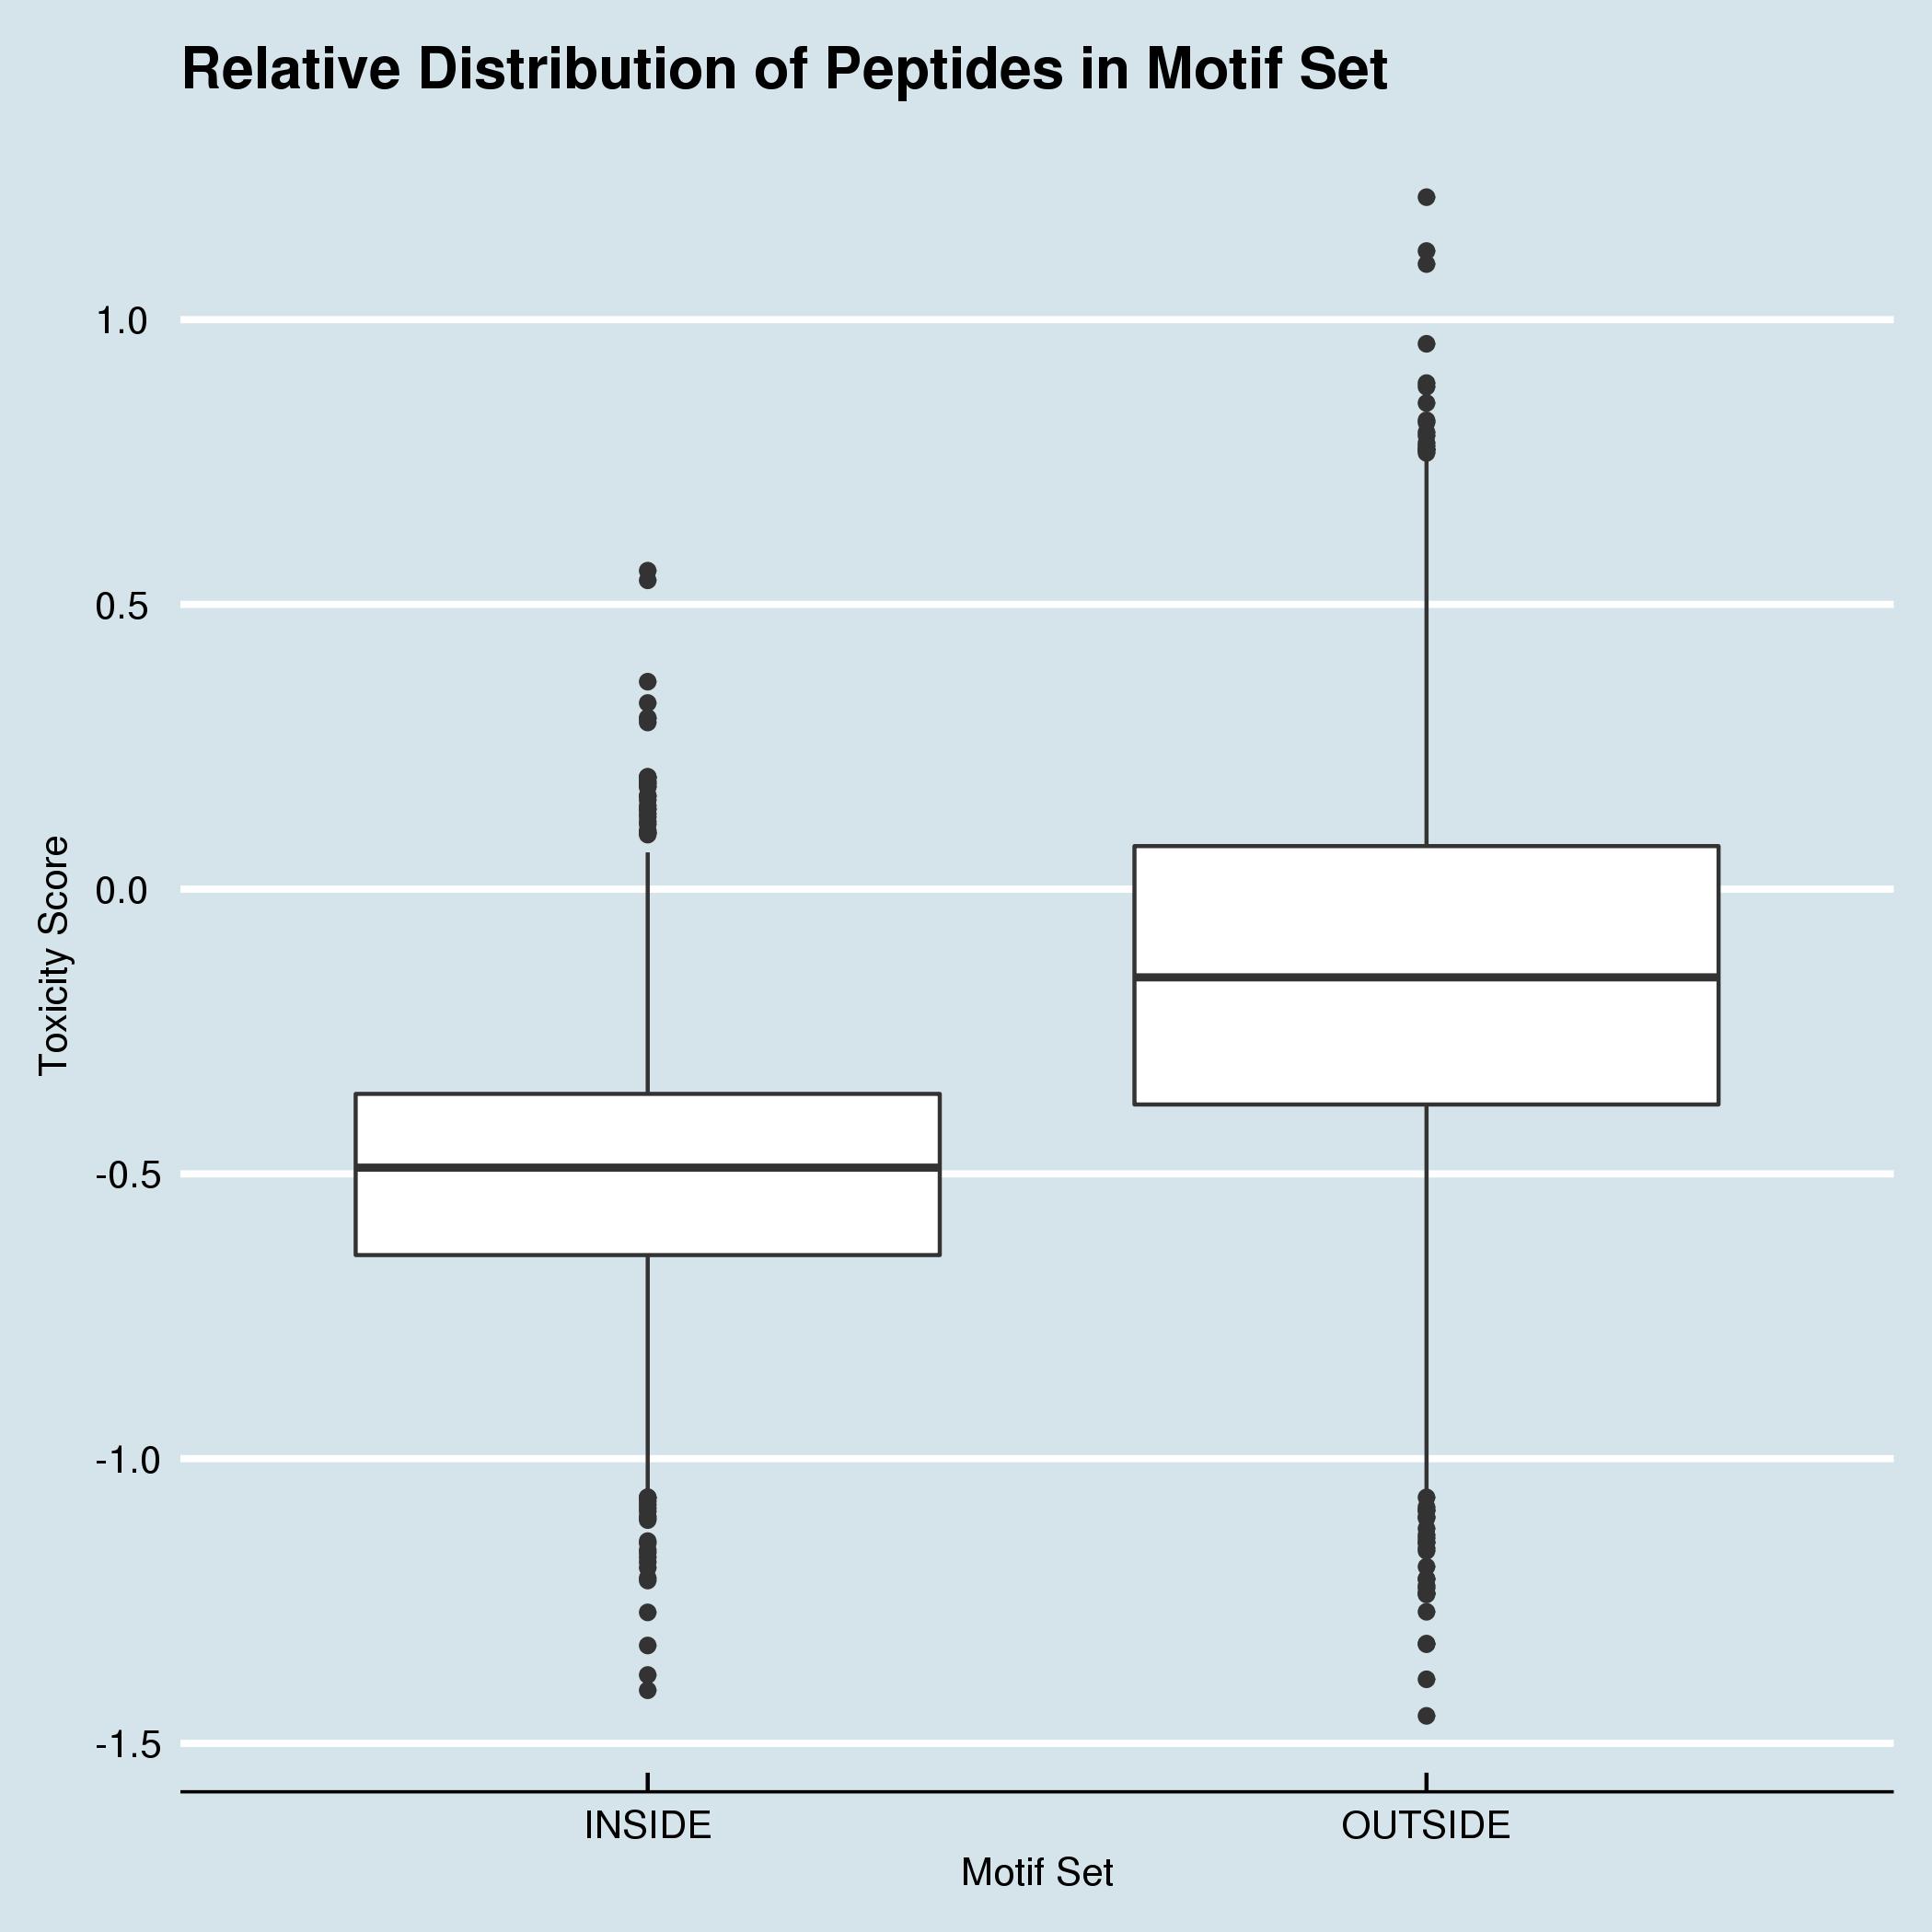 Relative Distribution of Peptides in Motif Set
Toxicity Score
1.0
0.5
0.0
-0.5
-1.0
-1.5
INSIDE
OUTSIDE
Motif Set